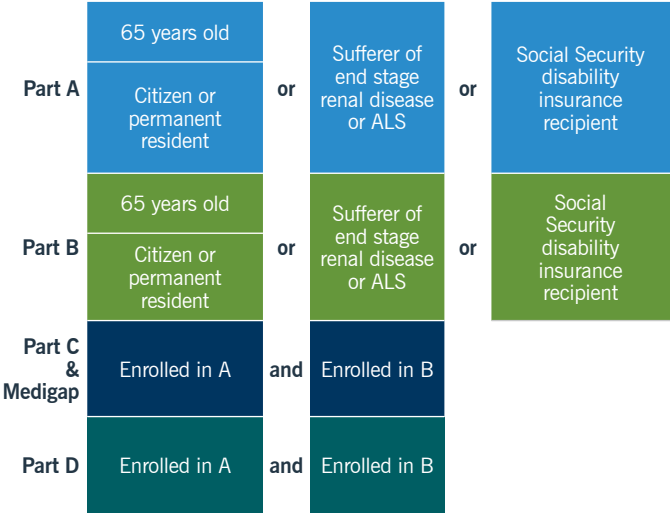 Part A
65 years old
Citizen or
permanent
resident
or
Sufferer of
end stage
renal disease
or ALS
or
Social Security
disability
insurance
recipient
Part B
65 years old
Citizen or
permanent
resident
or
Sufferer of
end stage
renal disease
or ALS
or
Social
Security
disability
insurance
recipient
Part C
&
Medigap
Enrolled in A
and
Enrolled in B
Part D
Enrolled in A
and
Enrolled in B